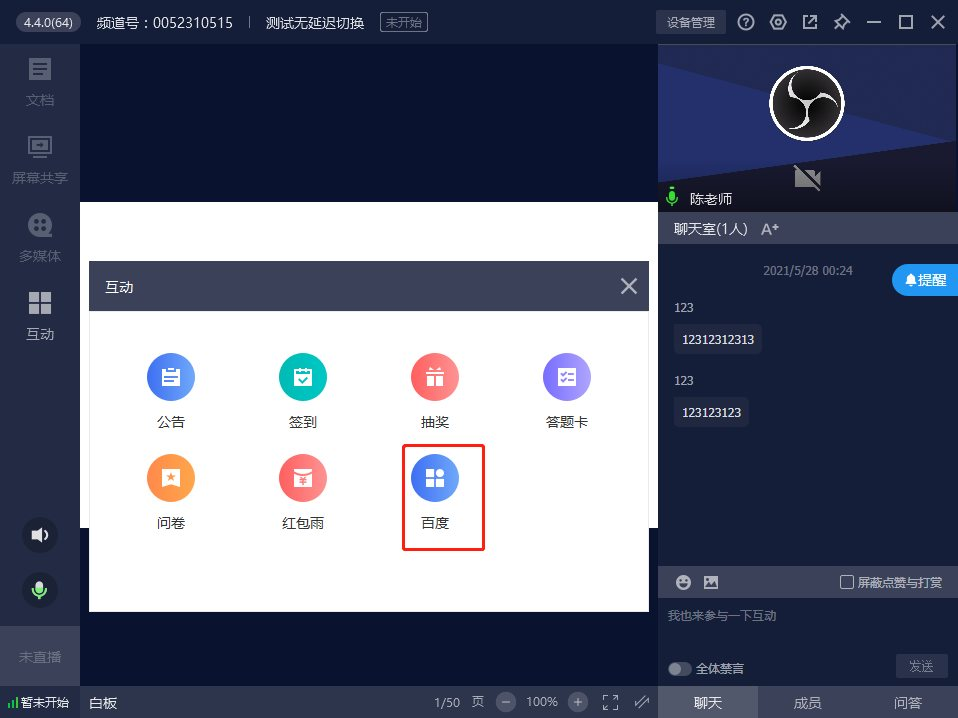 4.4.0(64) 频道号：0052310515 测试无延迟切换 未开始 设备管理
文档
屏幕共享
多媒体
互动
陈老师
聊天室(1人) A+
2021/5/28 00:24
提醒
123
12312312313
123
123123123
互动
公告 签到 抽奖 答题卡
问卷 红包雨 百度
屏蔽点赞与打赏
我也来参与一下互动
未直播
全体禁言 发送
暂未开始 白板 1/50 页 100% 聊天 成员 问答